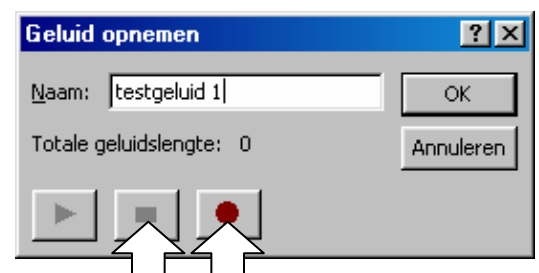 Geluid opnemen
Naam: testgeluid 1
OK
Totale geluidslengte: 0
Annuleren